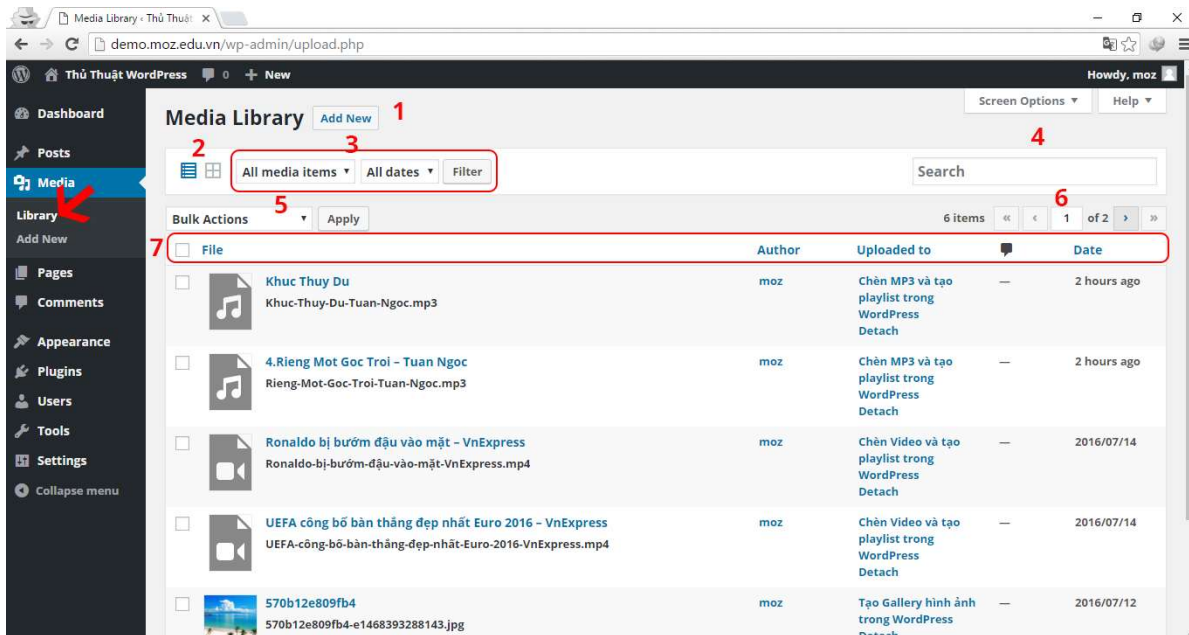 Media Library ‹ Thủ Thuật
demo.moz.edu.vn/wp-admin/upload.php
Thủ Thuật WordPress 0 + New Howdy, moz
Dashboard
Posts
Media
Library
Add New
Pages
Comments
Appearance
Plugins
Users
Tools
Settings
Collapse menu
Screen Options Help
Media Library Add New 1
2 3 4
All media items All dates Filter Search
5 6
Bulk Actions Apply 6 items « ‹ 1 of 2 › »
7 File Author Uploaded to Date
Khuc Thuy Du moz Chèn MP3 và tạo — 2 hours ago
Khuc-Thuy-Du-Tuan-Ngoc.mp3 playlist trong
WordPress
Detach
4.Rieng Mot Goc Troi – Tuan Ngoc moz Chèn MP3 và tạo — 2 hours ago
Rieng-Mot-Goc-Troi-Tuan-Ngoc.mp3 playlist trong
WordPress
Detach
Ronaldo bị bướm đậu vào mặt – VnExpress moz Chèn Video và tạo — 2016/07/14
Ronaldo-bị-bướm-đậu-vào-mặt-VnExpress.mp4 playlist trong
WordPress
Detach
UEFA công bố bàn thắng đẹp nhất Euro 2016 – VnExpress moz Chèn Video và tạo — 2016/07/14
UEFA-công-bố-bàn-thắng-đẹp-nhất-Euro-2016-VnExpress.mp4 playlist trong
WordPress
Detach
570b12e809fb4 moz Tạo Gallery hình ảnh — 2016/07/12
570b12e809fb4-e1468393288143.jpg trong WordPress